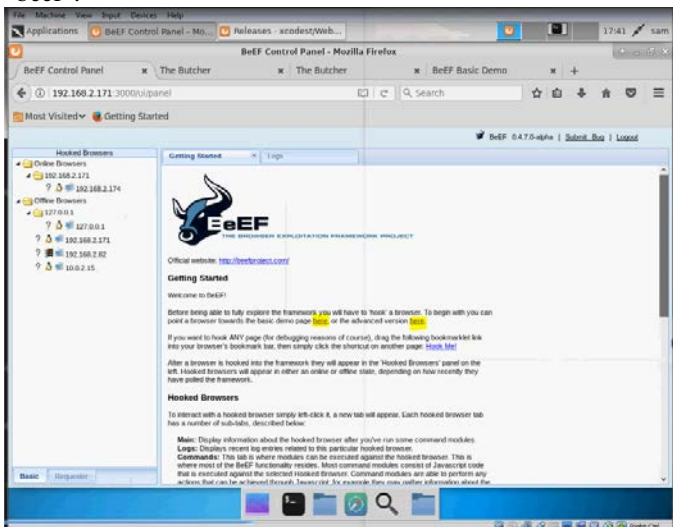 File Machine View Input Devices Help
Applications BeEF Control Panel - Mo... Releases · xcodest/Web... 17:41 sam
BeEF Control Panel - Mozilla Firefox
BeEF Control Panel The Butcher The Butcher BeEF Basic Demo
192.168.2.171:3000/ui/panel Search
Most Visited Getting Started
BeEF 0.4.7.0-alpha | Submit Bug | Logout
Hooked Browsers
Getting Started Logs
Online Browsers
192.168.2.171
192.168.2.174
Offline Browsers
127.0.0.1
127.0.0.1
192.168.2.171
192.168.2.82
10.0.2.15
BeEF
THE BROWSER EXPLOITATION FRAMEWORK PROJECT
Official website: http://beefproject.com/
Getting Started
Welcome to BeEF!
Before being able to fully explore the framework you will have to 'hook' a browser. To begin with you can
point a browser towards the basic demo page here, or the advanced version here.
If you want to hook ANY page (for debugging reasons of course), drag the following bookmarklet link
into your browser's bookmark bar, then simply click the shortcut on another page: Hook Me!
After a browser is hooked into the framework they will appear in the 'Hooked Browsers' panel on the
left. Hooked browsers will appear in either an online or offline state, depending on how recently they
have polled the framework.
Hooked Browsers
To interact with a hooked browser simply left-click it, a new tab will appear. Each hooked browser tab
has a number of sub-tabs, described below:
Main: Display information about the hooked browser after you've run some command modules.
Logs: Displays recent log entries related to this particular hooked browser.
Commands: This tab is where modules can be executed against the hooked browser. This is
where most of the BeEF functionality resides. Most command modules consist of Javascript code
that is executed against the selected Hooked Browser. Command modules are able to perform any
actions that can be achieved through Javascript: for example they may gather information about the
Basic Requester